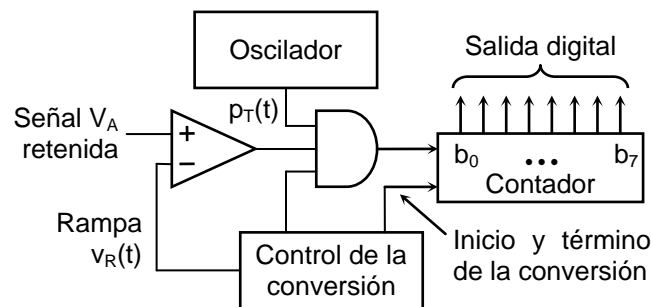 Oscilador
Salida digital
p_T(t)
Señal V_A
retenida
+
−
b_0 ... b_7
Contador
Rampa
v_R(t)
Control de la
conversión
Inicio y término
de la conversión